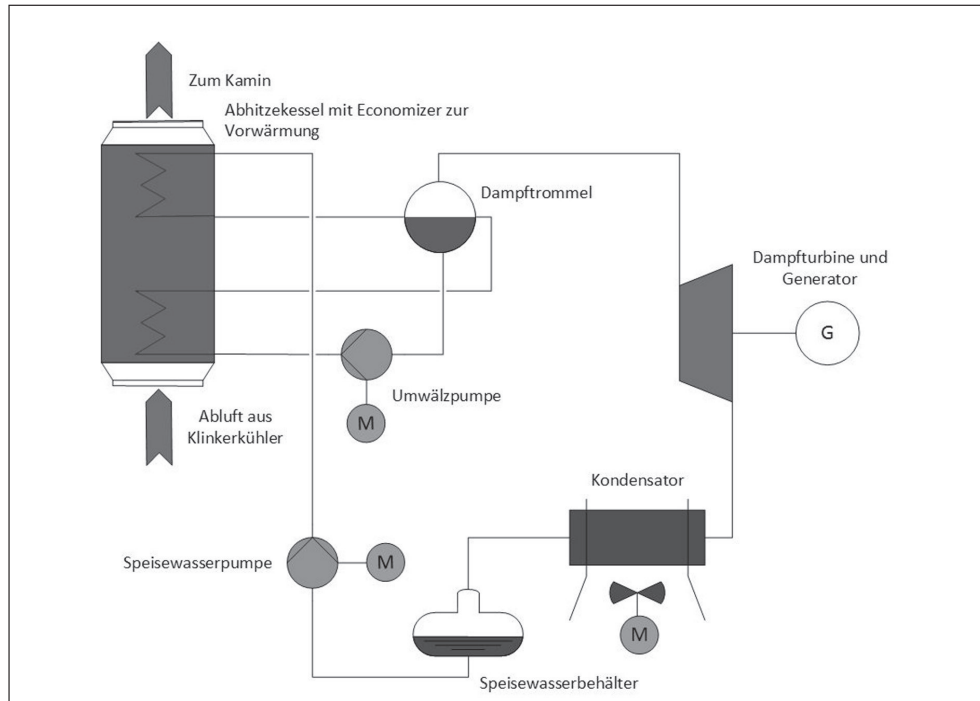 Zum Kamin
Abhitzekessel mit Economizer zur
Vorwärmung
Dampftrommel
Dampfturbine und
Generator
G
Umwälzpumpe
M
Abluft aus
Klinkerkühler
Kondensator
Speisewasserpumpe
M
M
Speisewasserbehälter